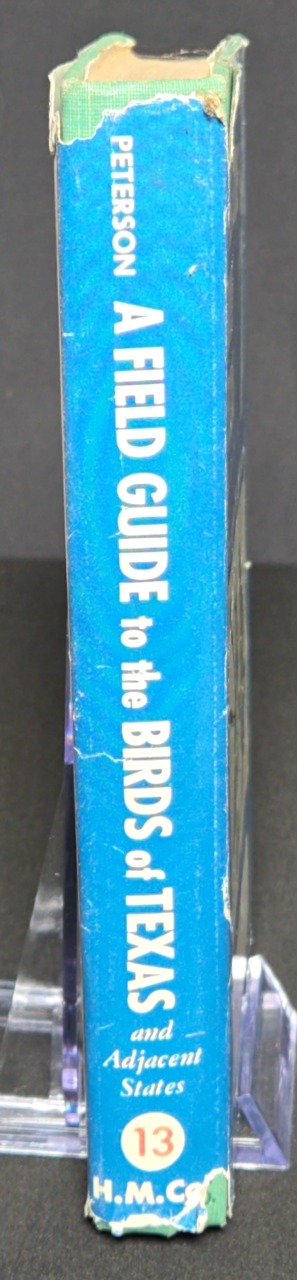 PETERSON
A FIELD GUIDE to the BIRDS of TEXAS
and
Adjacent
States
13
H.M.Co.